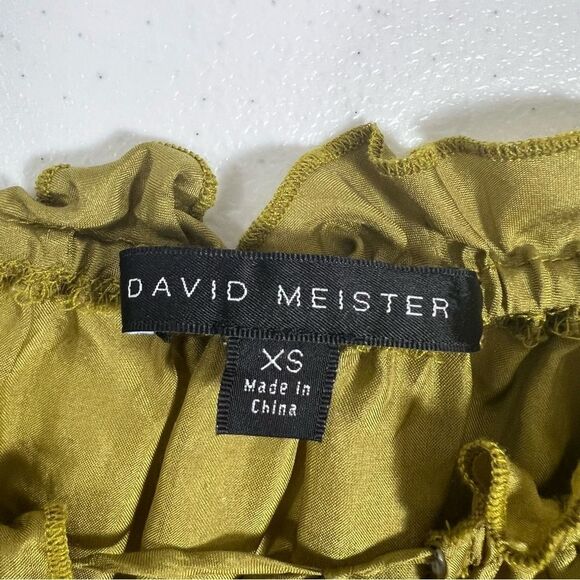 DAVID MEISTER
XS
Made in
China